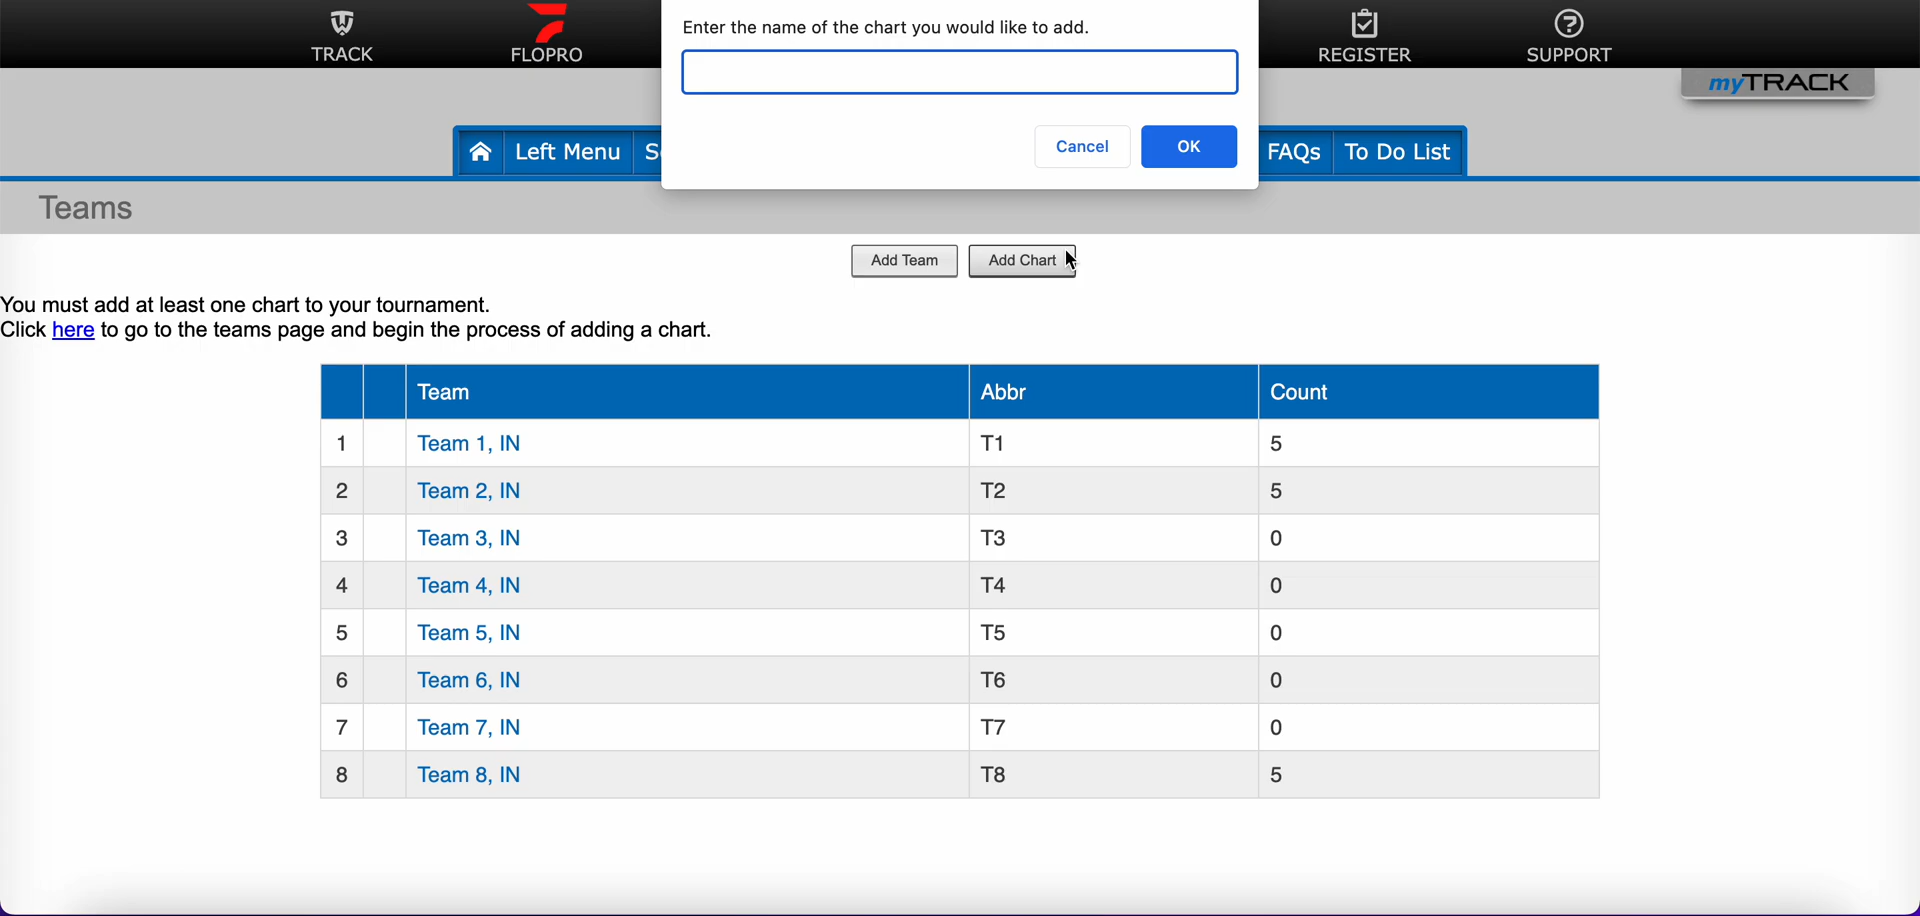 TRACK
FLOPRO
Enter the name of the chart you would like to add.
REGISTER
SUPPORT
myTRACK
Cancel
OK
Left Menu
FAQs
To Do List
Teams
Add Team
Add Chart
You must add at least one chart to your tournament.
Click here to go to the teams page and begin the process of adding a chart.
Team Abbr Count
1 Team 1, IN T1 5
2 Team 2, IN T2 5
3 Team 3, IN T3 0
4 Team 4, IN T4 0
5 Team 5, IN T5 0
6 Team 6, IN T6 0
7 Team 7, IN T7 0
8 Team 8, IN T8 5